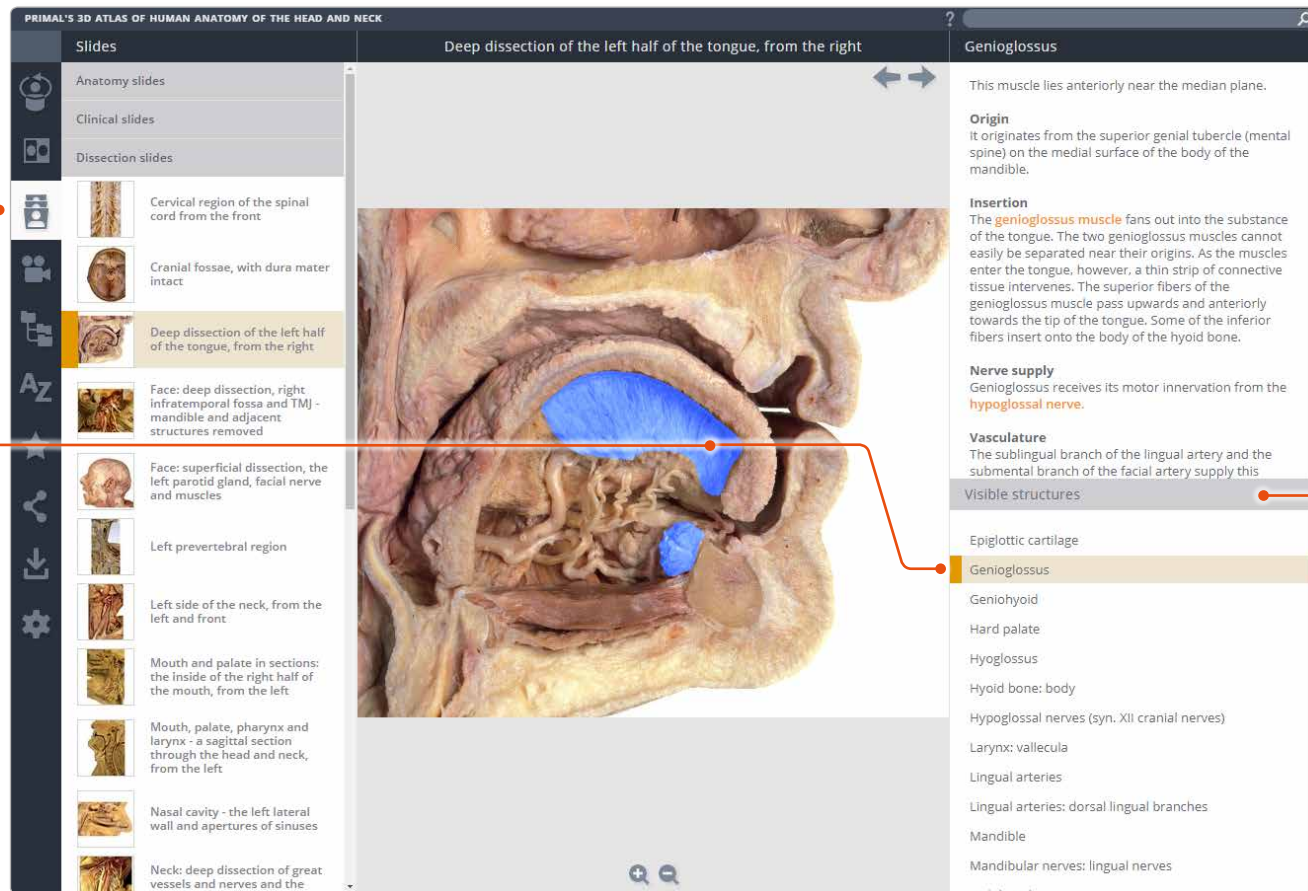 PRIMAL'S 3D ATLAS OF HUMAN ANATOMY OF THE HEAD AND NECK
?
Slides
Deep dissection of the left half of the tongue, from the right
Genioglossus
Anatomy slides
Clinical slides
Dissection slides
Cervical region of the spinal
cord from the front
Cranial fossae, with dura mater
intact
Deep dissection of the left half
of the tongue, from the right
Face: deep dissection, right
infratemporal fossa and TMJ -
mandible and adjacent
structures removed
Face: superficial dissection, the
left parotid gland, facial nerve
and muscles
Left prevertebral region
Left side of the neck, from the
left and front
Mouth and palate in sections:
the inside of the right half of
the mouth, from the left
Mouth, palate, pharynx and
larynx - a sagittal section
through the head and neck,
from the left
Nasal cavity - the left lateral
wall and apertures of sinuses
Neck: deep dissection of great
vessels and nerves and the
AZ
This muscle lies anteriorly near the median plane.
Origin
It originates from the superior genial tubercle (mental
spine) on the medial surface of the body of the
mandible.
Insertion
The genioglossus muscle fans out into the substance
of the tongue. The two genioglossus muscles cannot
easily be separated near their origins. As the muscles
enter the tongue, however, a thin strip of connective
tissue intervenes. The superior fibers of the
genioglossus muscle pass upwards and anteriorly
towards the tip of the tongue. Some of the inferior
fibers insert onto the body of the hyoid bone.
Nerve supply
Genioglossus receives its motor innervation from the
hypoglossal nerve.
Vasculature
The sublingual branch of the lingual artery and the
submental branch of the facial artery supply this
Visible structures
Epiglottic cartilage
Genioglossus
Geniohyoid
Hard palate
Hyoglossus
Hyoid bone: body
Hypoglossal nerves (syn. XII cranial nerves)
Larynx: vallecula
Lingual arteries
Lingual arteries: dorsal lingual branches
Mandible
Mandibular nerves: lingual nerves